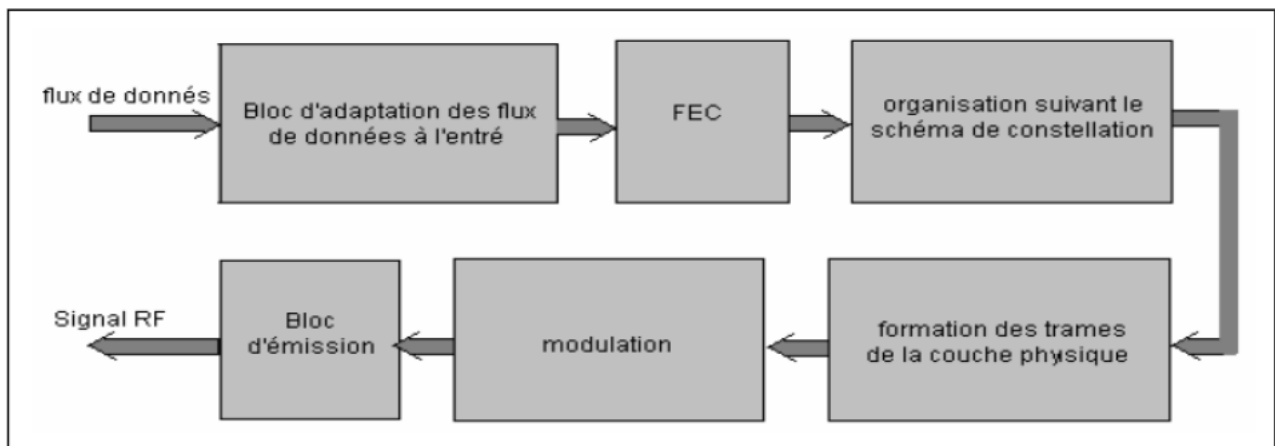 flux de donnés
Bloc d'adaptation des flux
de données à l'entré
FEC
organisation suivant le
schéma de constellation
Signal RF
Bloc
d'émission
modulation
formation des trames
de la couche physique